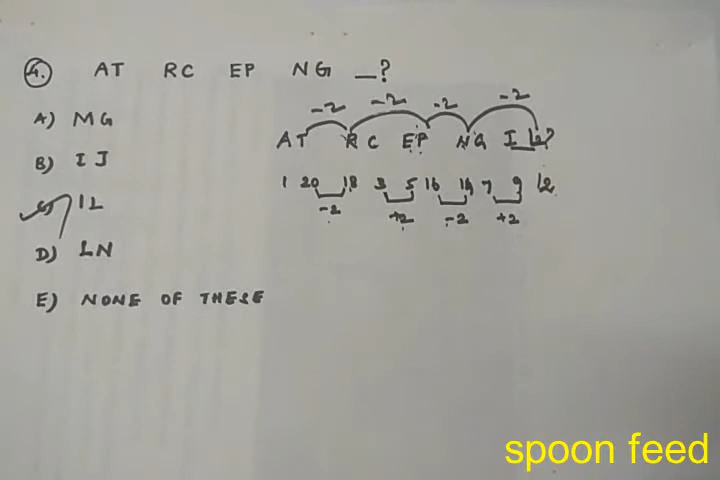 4. AT RC EP NG __?
A) MG
B) IJ
C) IL
D) LN
E) NONE OF THESE
-2 -2 -2 -2
AT RC EP NG I L?
1 20 18 3 5 16 14 7 9 12
-2 +2 -2 +2
spoon feed